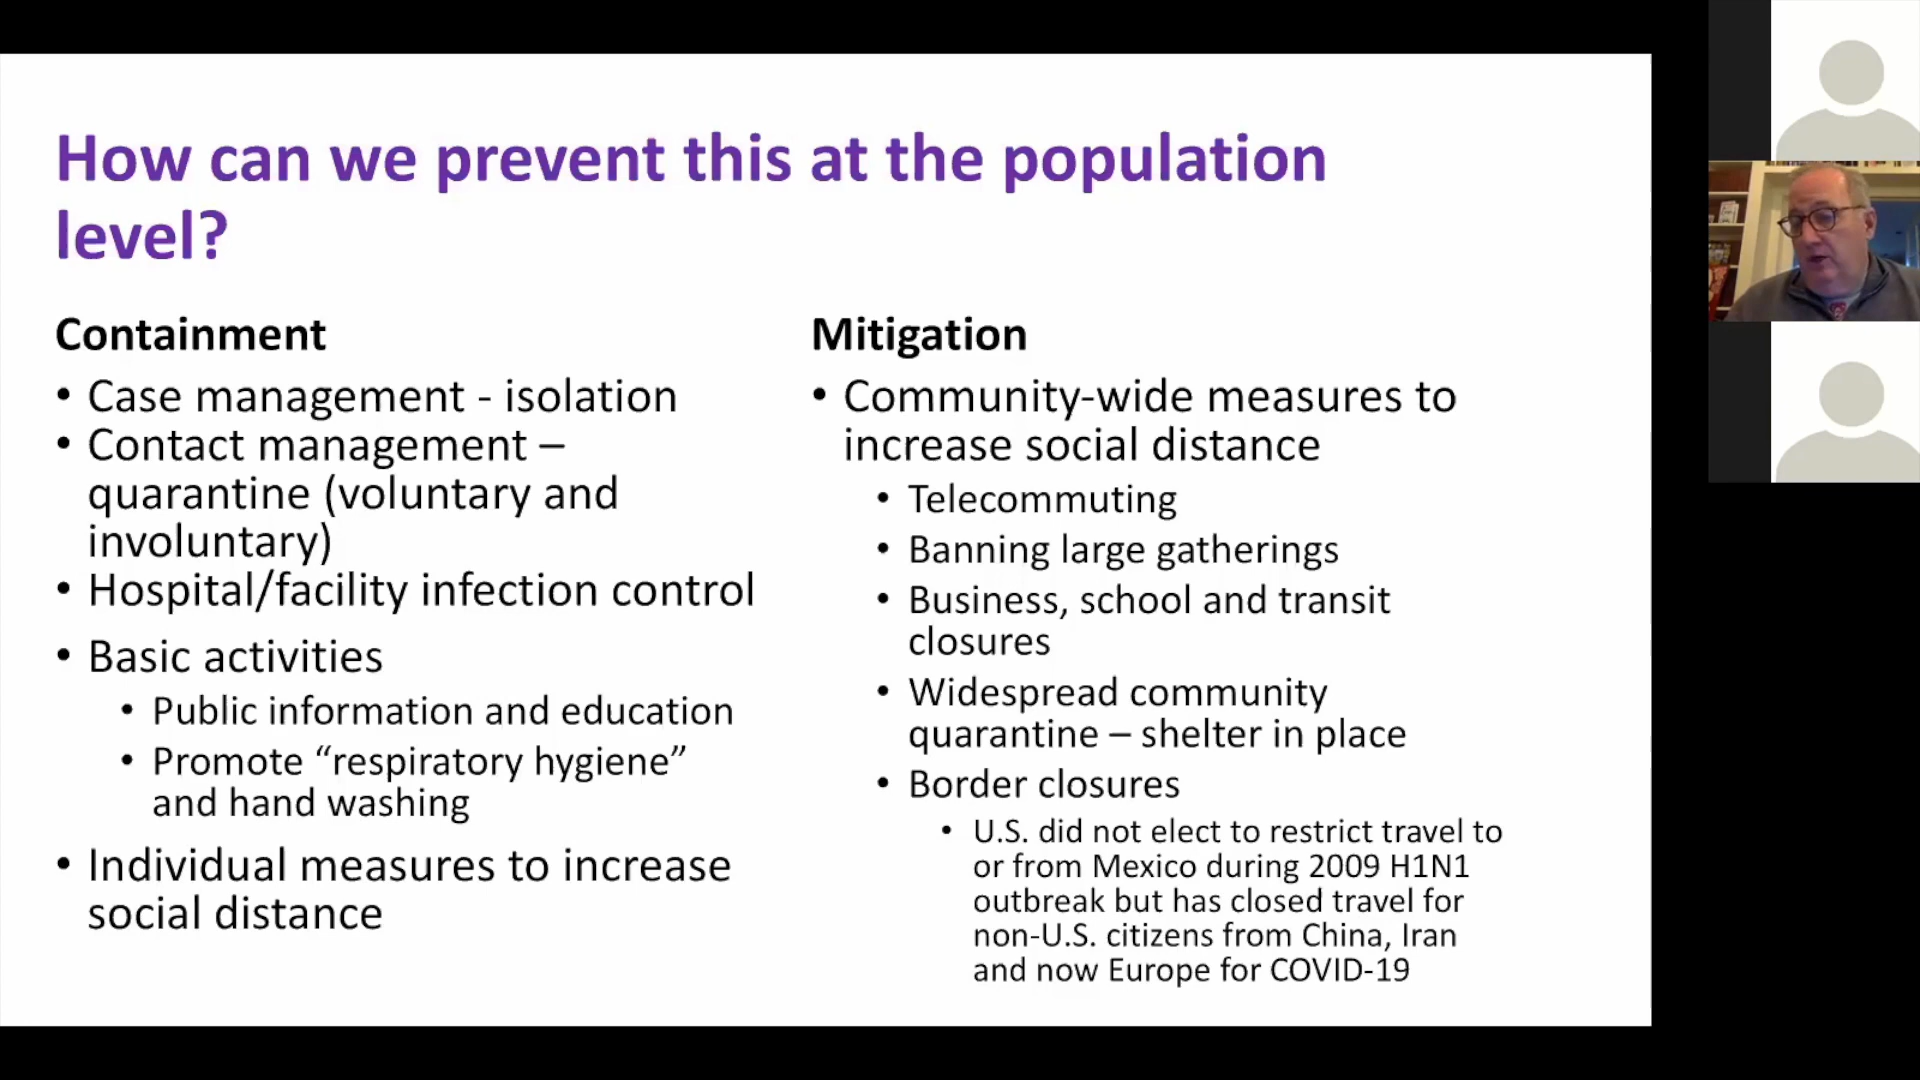 How can we prevent this at the population
level?
Containment
• Case management - isolation
• Contact management –
quarantine (voluntary and
involuntary)
• Hospital/facility infection control
• Basic activities
• Public information and education
• Promote “respiratory hygiene”
and hand washing
• Individual measures to increase
social distance
Mitigation
• Community-wide measures to
increase social distance
• Telecommuting
• Banning large gatherings
• Business, school and transit
closures
• Widespread community
quarantine – shelter in place
• Border closures
• U.S. did not elect to restrict travel to
or from Mexico during 2009 H1N1
outbreak but has closed travel for
non-U.S. citizens from China, Iran
and now Europe for COVID-19